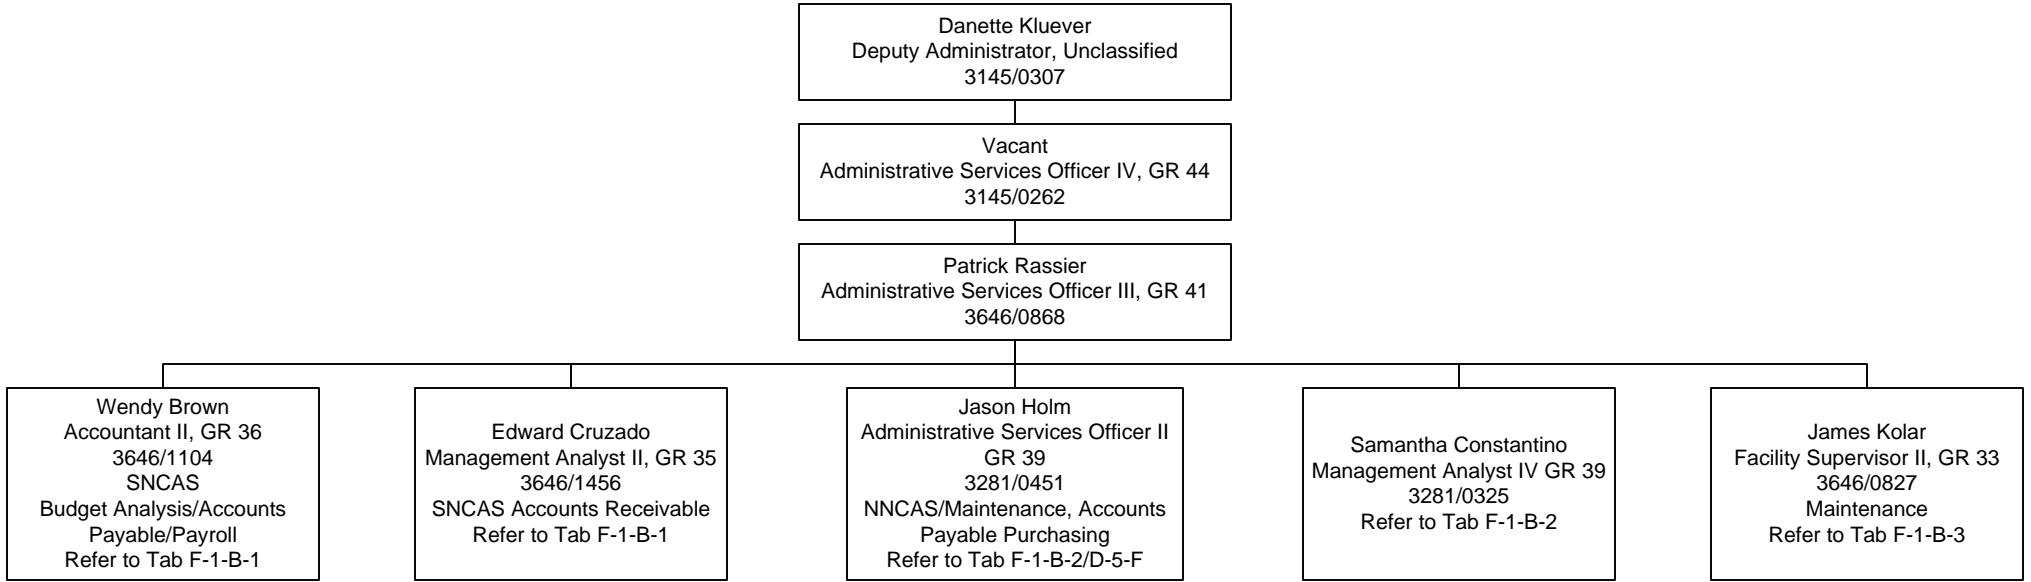 Danette Kluever
Deputy Administrator, Unclassified
3145/0307
Vacant
Administrative Services Officer IV, GR 44
3145/0262
Patrick Rassier
Administrative Services Officer III, GR 41
3646/0868
Wendy Brown
Accountant II, GR 36
3646/1104
SNCAS
Budget Analysis/Accounts
Payable/Payroll
Refer to Tab F-1-B-1
Edward Cruzado
Management Analyst II, GR 35
3646/1456
SNCAS Accounts Receivable
Refer to Tab F-1-B-1
Jason Holm
Administrative Services Officer II
GR 39
3281/0451
NNCAS/Maintenance, Accounts
Payable Purchasing
Refer to Tab F-1-B-2/D-5-F
Samantha Constantino
Management Analyst IV GR 39
3281/0325
Refer to Tab F-1-B-2
James Kolar
Facility Supervisor II, GR 33
3646/0827
Maintenance
Refer to Tab F-1-B-3